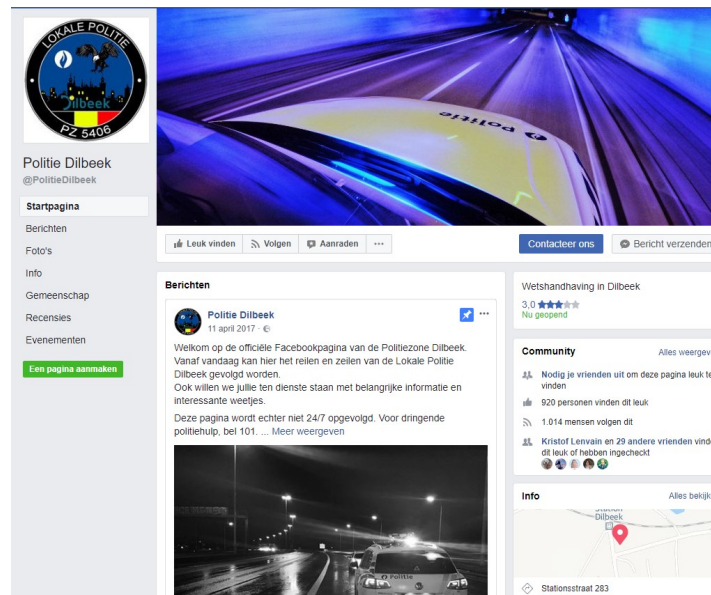 LOKALE POLITIE
Dilbeek
PZ 5406
Politie Dilbeek
@PolitieDilbeek
Startpagina
Berichten
Foto's
Info
Gemeenschap
Recensies
Evenementen
Een pagina aanmaken
Politie
Leuk vinden
Volgen
Aanraden
Contacteer ons
Bericht verzenden
Berichten
Politie Dilbeek
11 april 2017
Welkom op de officiële Facebookpagina van de Politiezone Dilbeek.
Vanaf vandaag kan hier het reilen en zeilen van de Lokale Politie
Dilbeek gevolgd worden.
Ook willen we jullie ten dienste staan met belangrijke informatie en
interessante weetjes.
Deze pagina wordt echter niet 24/7 opgevolgd. Voor dringende
politiehulp, bel 101. ... Meer weergeven
Politie
Wetshandhaving in Dilbeek
3,0
Nu geopend
Community
Alles weergev
Nodig je vrienden uit om deze pagina leuk te
vinden
920 personen vinden dit leuk
1.014 mensen volgen dit
Kristof Lenvain en 29 andere vrienden vind
dit leuk of hebben ingecheckt
Info
Alles bekijk
Station
Dilbeek
Stationsstraat 283